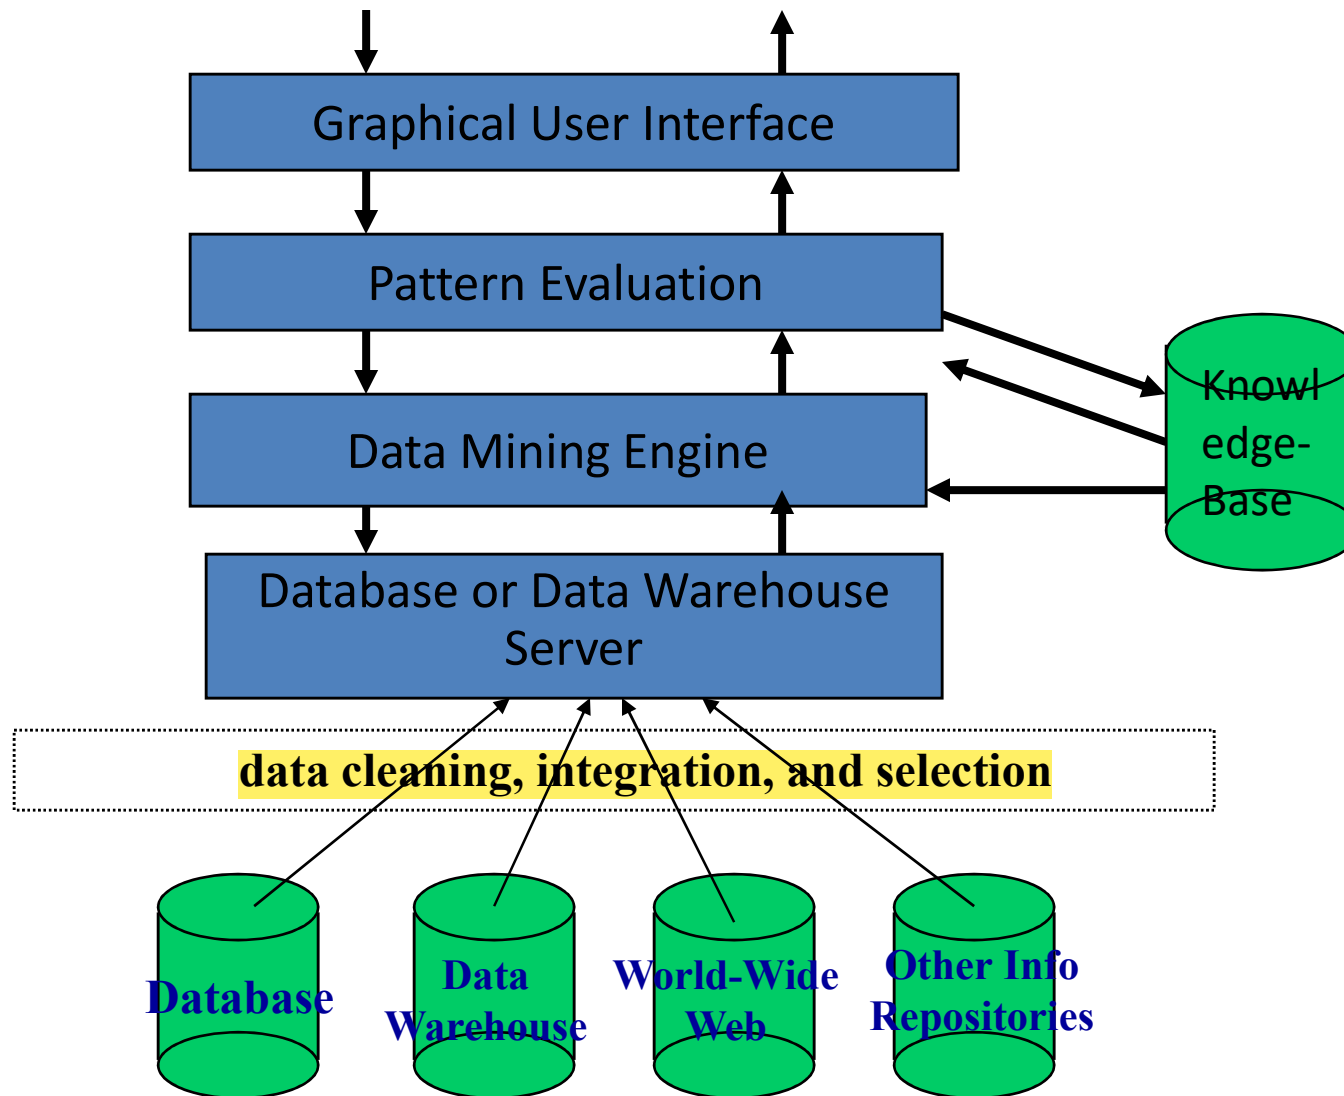 Graphical User Interface
Pattern Evaluation
Knowl
edge-
Base
Data Mining Engine
Database or Data Warehouse
Server
data cleaning, integration, and selection
Database
Data
Warehouse
World-Wide
Web
Other Info
Repositories